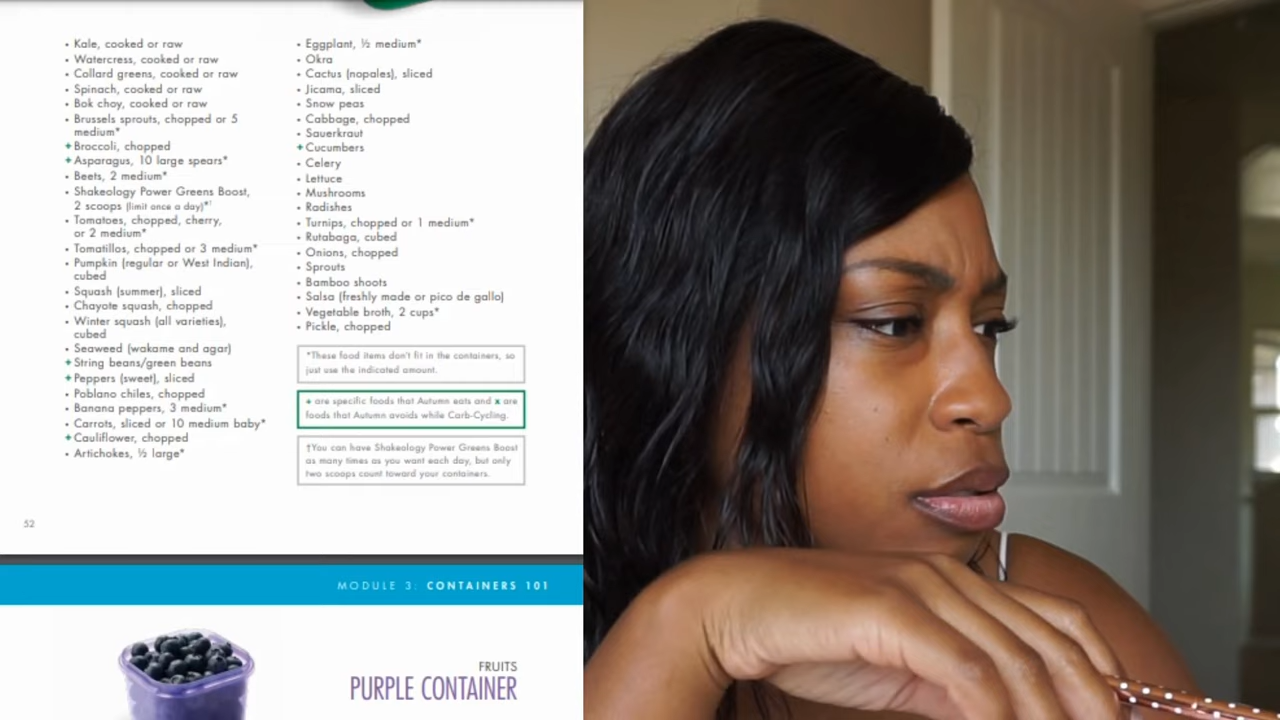 • Kale, cooked or raw
• Watercress, cooked or raw
• Collard greens, cooked or raw
• Spinach, cooked or raw
• Bok choy, cooked or raw
• Brussels sprouts, chopped or 5
medium*
+ Broccoli, chopped
+ Asparagus, 10 large spears*
• Beets, 2 medium*
• Shakeology Power Greens Boost,
2 scoops (limit once a day)*†
• Tomatoes, chopped, cherry,
or 2 medium*
• Tomatillos, chopped or 3 medium*
• Pumpkin (regular or West Indian),
cubed
• Squash (summer), sliced
• Chayote squash, chopped
• Winter squash (all varieties),
cubed
• Seaweed (wakame and agar)
+ String beans/green beans
+ Peppers (sweet), sliced
• Poblano chiles, chopped
• Banana peppers, 3 medium*
• Carrots, sliced or 10 medium baby*
+ Cauliflower, chopped
• Artichokes, ½ large*
• Eggplant, ½ medium*
• Okra
• Cactus (nopales), sliced
• Jicama, sliced
• Snow peas
• Cabbage, chopped
• Sauerkraut
+ Cucumbers
• Celery
• Lettuce
• Mushrooms
• Radishes
• Turnips, chopped or 1 medium*
• Rutabaga, cubed
• Onions, chopped
• Sprouts
• Bamboo shoots
• Salsa (freshly made or pico de gallo)
• Vegetable broth, 2 cups*
• Pickle, chopped
*These food items don't fit in the containers, so
just use the indicated amount.
+ are specific foods that Autumn eats and x are
foods that Autumn avoids while Carb-Cycling.
†You can have Shakeology Power Greens Boost
as many times as you want each day, but only
two scoops count toward your containers.
52
MODULE 3: CONTAINERS 101
FRUITS
PURPLE CONTAINER